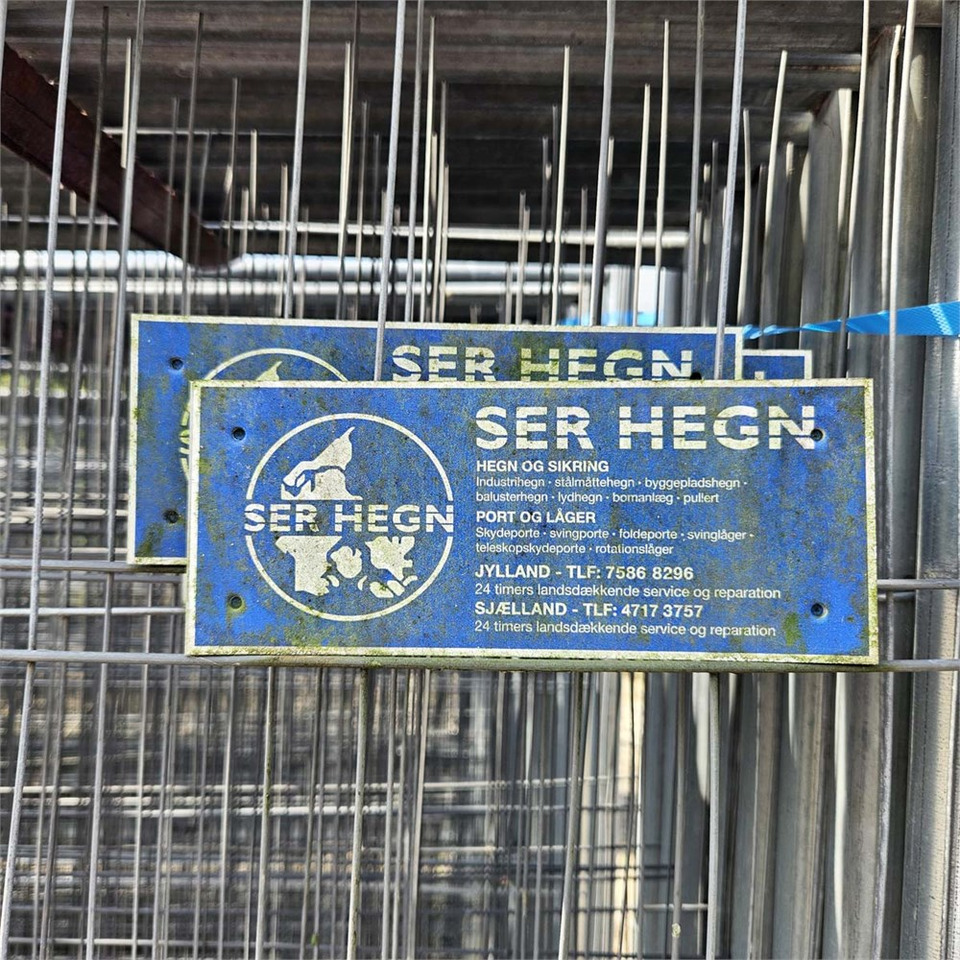 SER HEGN
SER HEGN
SER HEGN
HEGN OG SIKRING
Industrihegn · stålmåttehegn · byggepladshegn ·
balusterhegn · lydhegn · bomanlæg · pullert
PORT OG LÅGER
Skydeporte · svingporte · foldeporte · svinglåger ·
teleskopskydeporte · rotationslåger
JYLLAND - TLF: 7586 8296
24 timers landsdækkende service og reparation
SJÆLLAND - TLF: 4717 3757
24 timers landsdækkende service og reparation